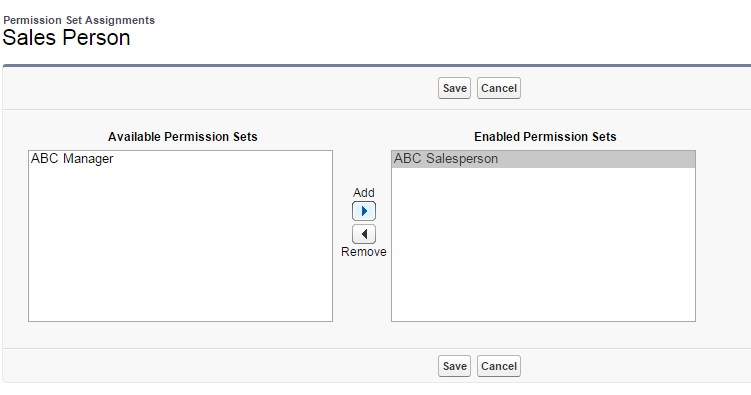 Permission Set Assignments
Sales Person
Save Cancel
Available Permission Sets
Enabled Permission Sets
ABC Manager
ABC Salesperson
Add
Remove
Save Cancel